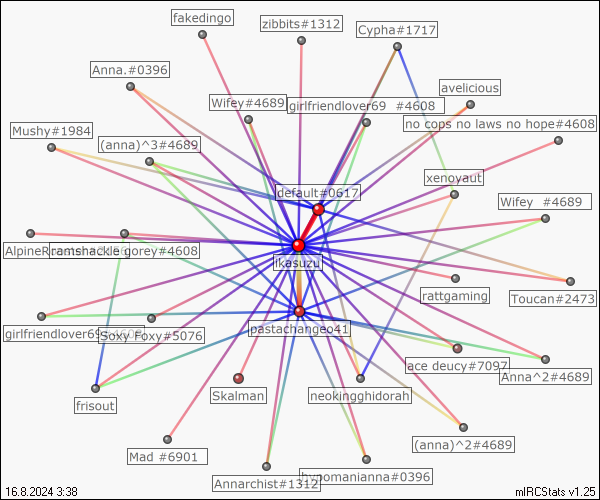 fakedingo
zibbits#1312
Cypha#1717
Anna.#0396
avelicious
Wifey#4689
girlfriendlover69 #4608
no cops no laws no hope#4608
Mushy#1984
(anna)^3#4689
xenoyaut
default#0617
Wifey #4689
ramshackle gorey#4608
ikasuzu
rattgaming
Toucan#2473
girlfriendlover69
Soxy Foxy#5076
pastachangeo41
ace deucy#7097
Anna^2#4689
frisout
Skalman
neokingghidorah
(anna)^2#4689
Mad #6901
Annarchist#1312
hypomanianna#0396
16.8.2024 3:38
mIRCStats v1.25